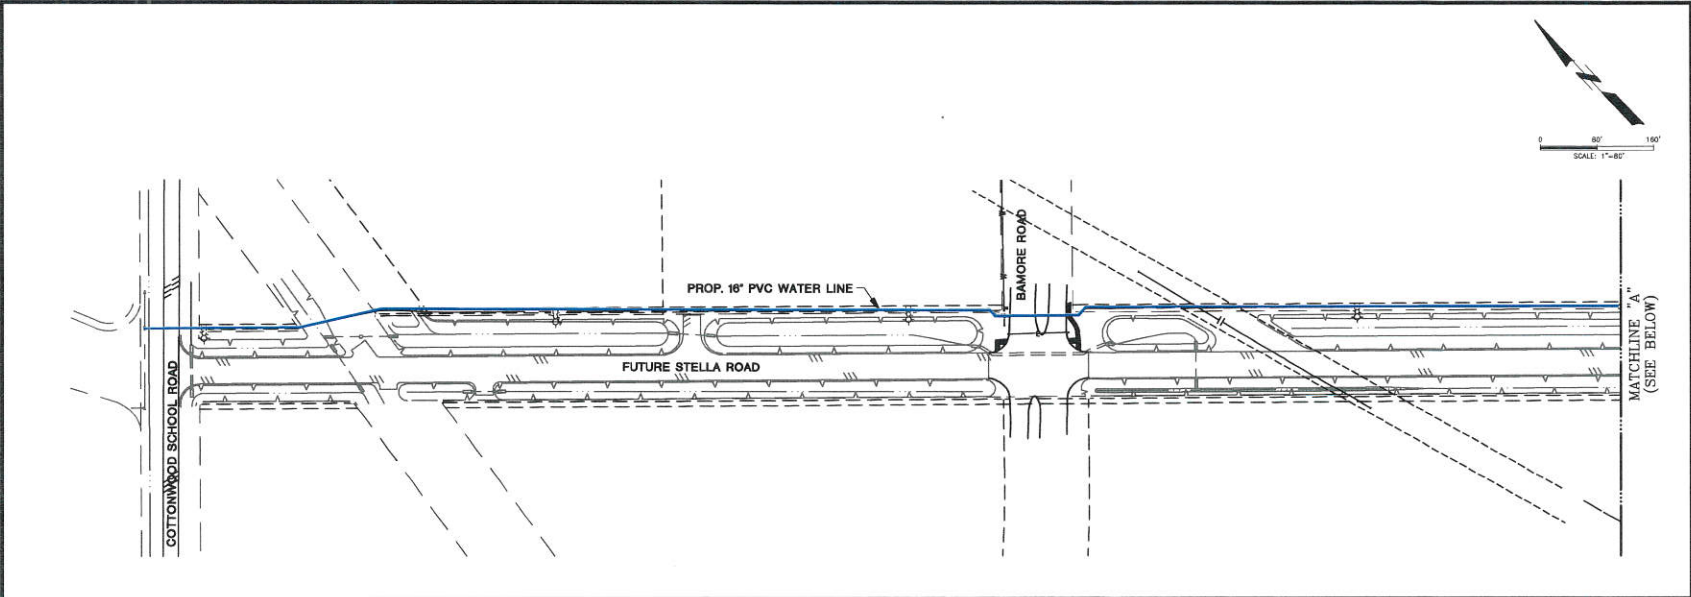 0 80' 160'
SCALE: 1"=80'
BAMORE ROAD
PROP. 16" PVC WATER LINE
FUTURE STELLA ROAD
COTTONWOOD SCHOOL ROAD
MATCHLINE "A"
(SEE BELOW)